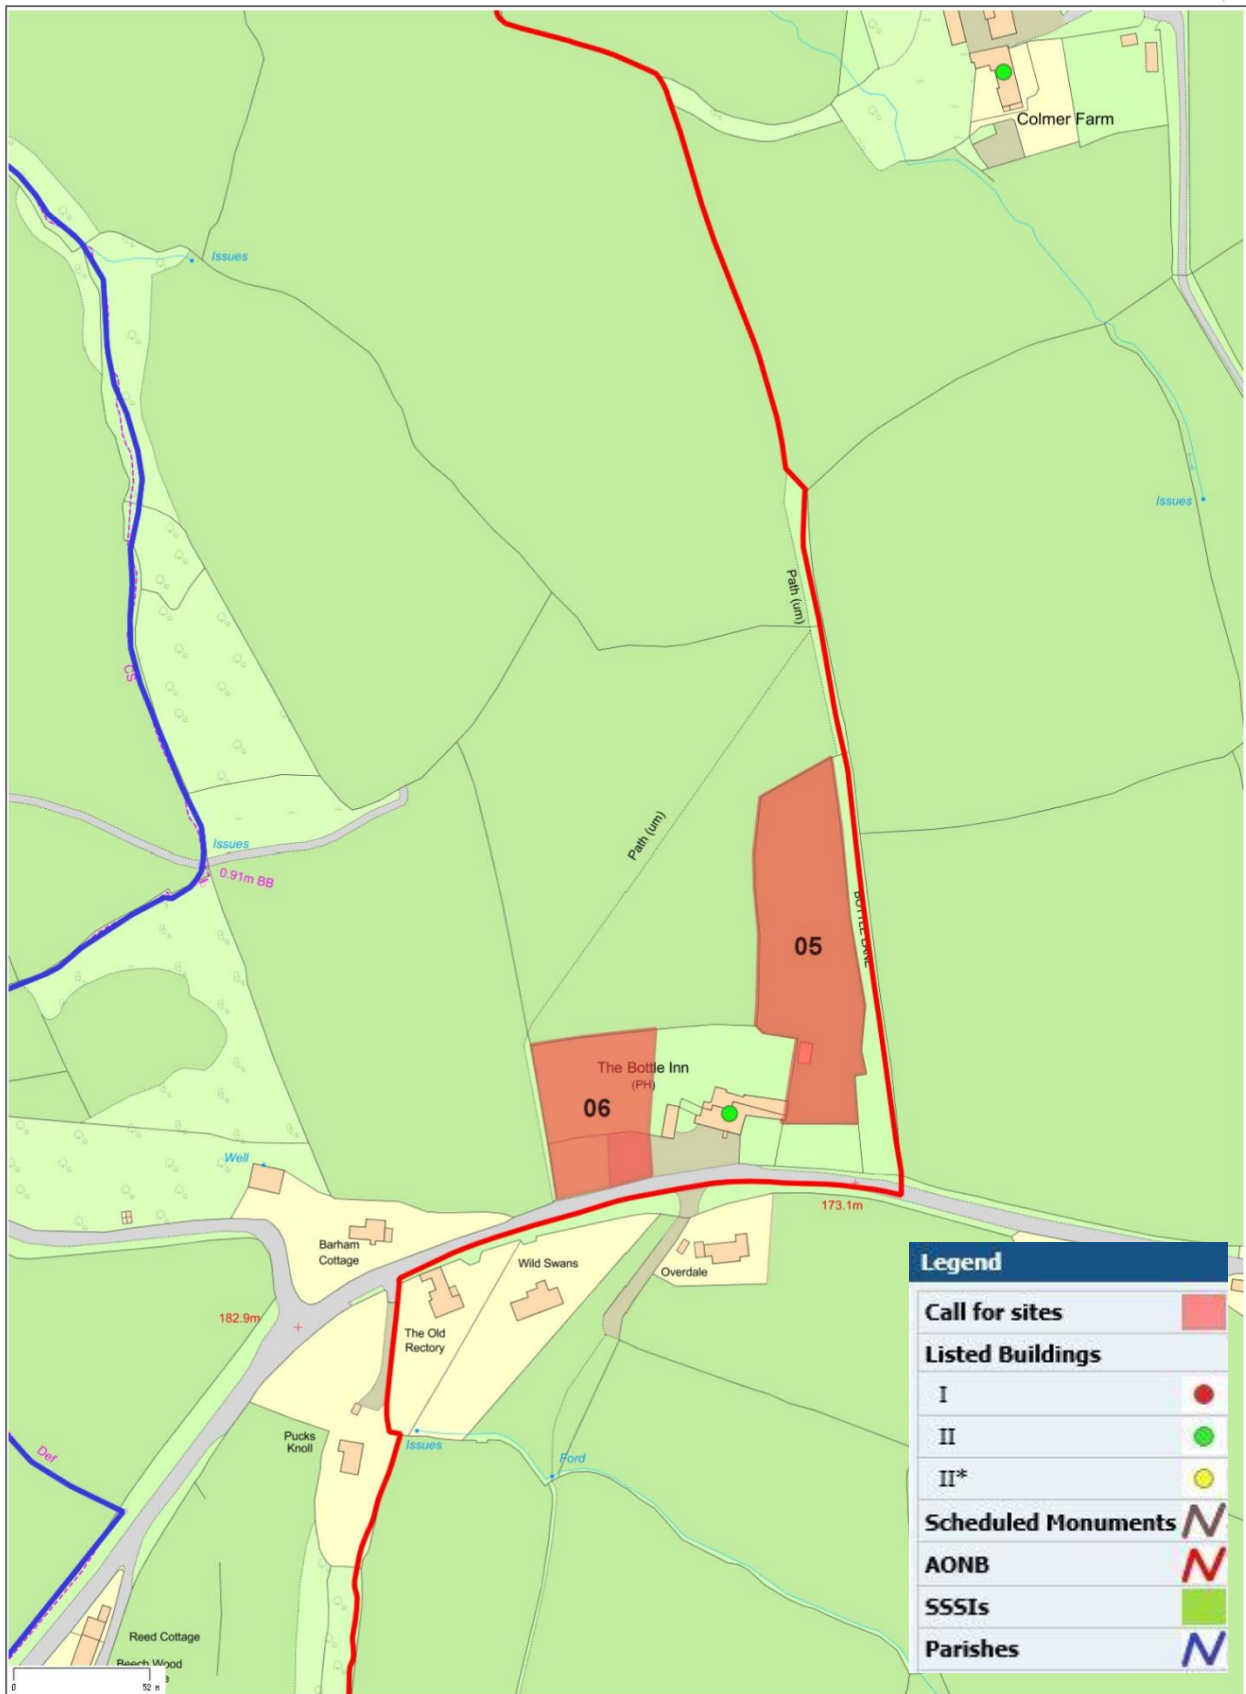 Colmer Farm
Issues
Issues
Path (um)
CS
Path (um)
Issues
0.91m BB
BOTTLE LANE
05
The Bottle Inn
(PH)
06
Well
173.1m
Barham
Cottage
Wild Swans
Overdale
182.9m
The Old
Rectory
Pucks
Knoll
Issues
Ford
Def
Reed Cottage
Beech Wood
0
52 m
Legend
Call for sites
Listed Buildings
I
II
II*
Scheduled Monuments
AONB
SSSIs
Parishes